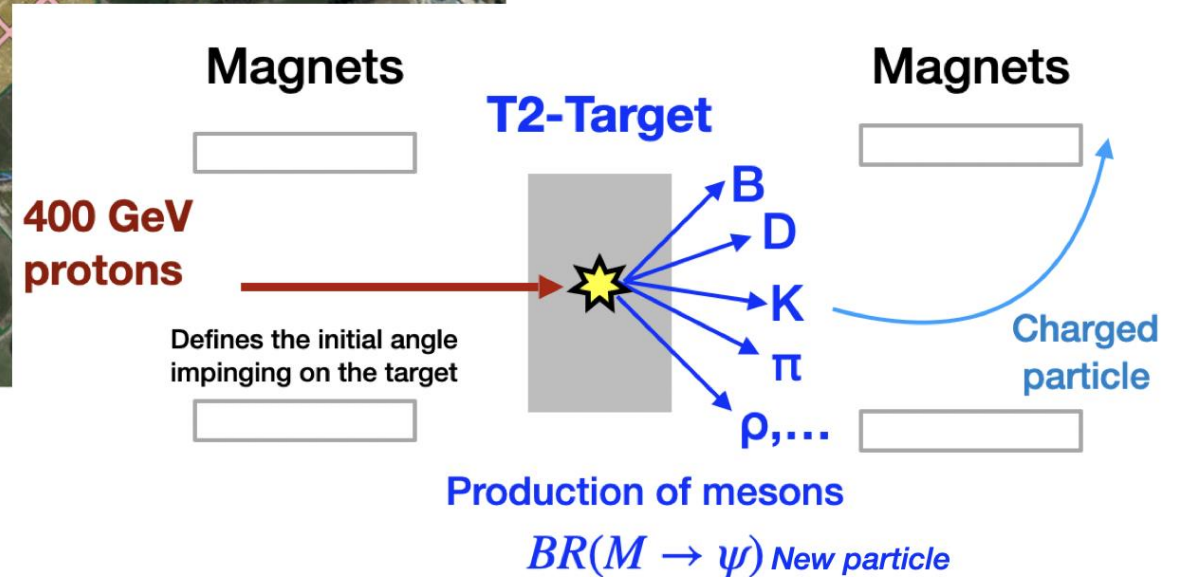 Magnets
Magnets
T2-Target
400 GeV
protons
B
D
K
π
ρ,...
Defines the initial angle
impinging on the target
Charged
particle
Production of mesons
BR(M → ψ) New particle